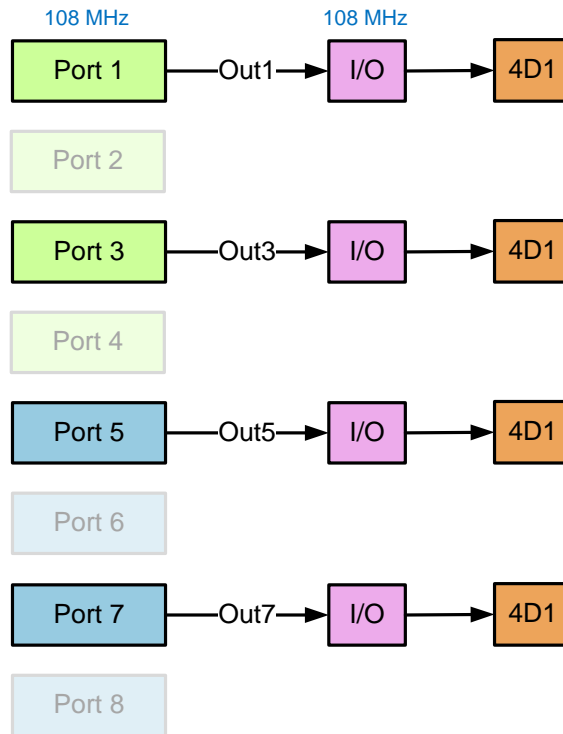 108 MHz 108 MHz
Port 1 Out1 I/O 4D1
Port 2
Port 3 Out3 I/O 4D1
Port 4
Port 5 Out5 I/O 4D1
Port 6
Port 7 Out7 I/O 4D1
Port 8